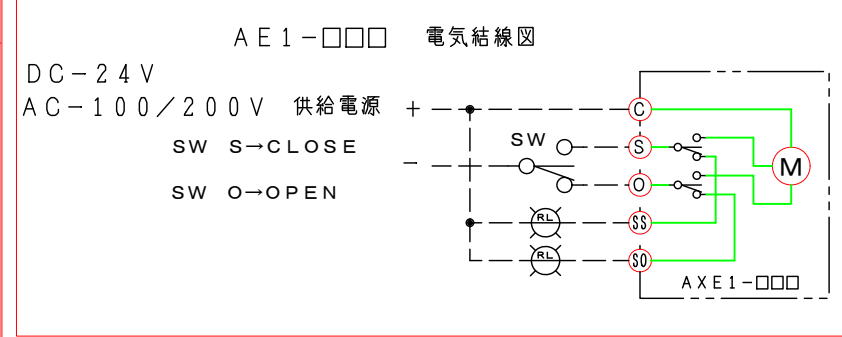 AE1-□□□ 電気結線図
DC-24V
AC-100/200V 供給電源 + -
SW S→CLOSE
SW O→OPEN
SW
C
S
O
SS
SO
RL
RL
M
AXE1-□□□